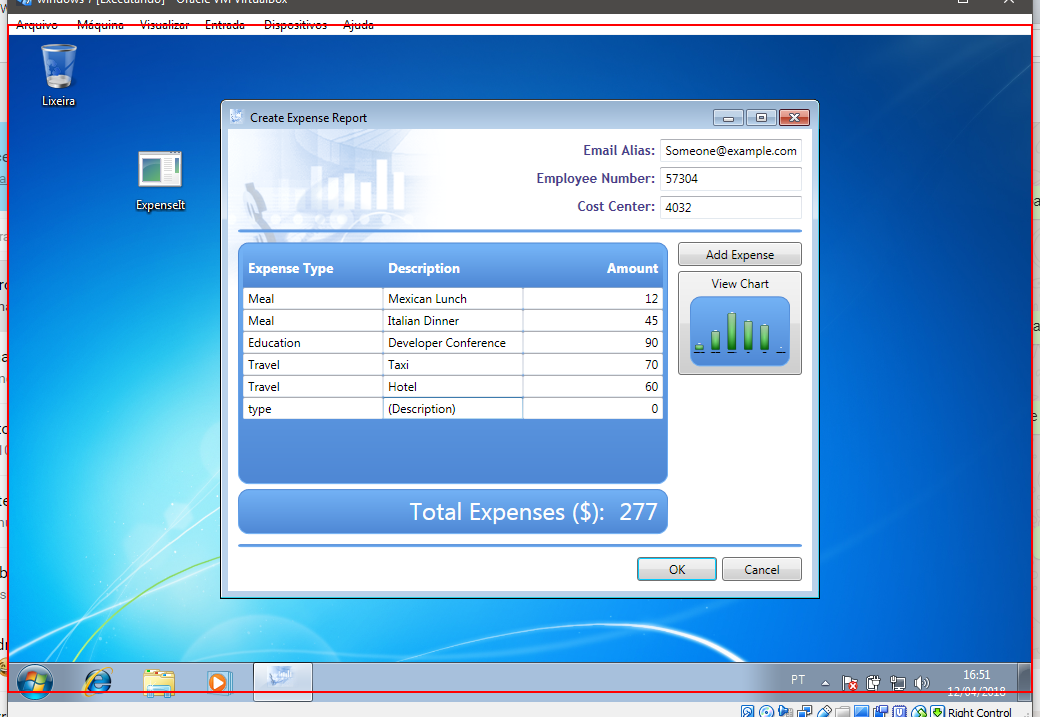 windows 7 [Executando] - Oracle VM VirtualBox
Arquivo Máquina Visualizar Entrada Dispositivos Ajuda
Lixeira
ExpenseIt
Create Expense Report
Email Alias: Someone@example.com
Employee Number: 57304
Cost Center: 4032
Expense Type Description Amount
Meal Mexican Lunch 12
Meal Italian Dinner 45
Education Developer Conference 90
Travel Taxi 70
Travel Hotel 60
type (Description) 0
Add Expense
View Chart
Total Expenses ($): 277
OK Cancel
PT 16:51
12/04/2018
Right Control